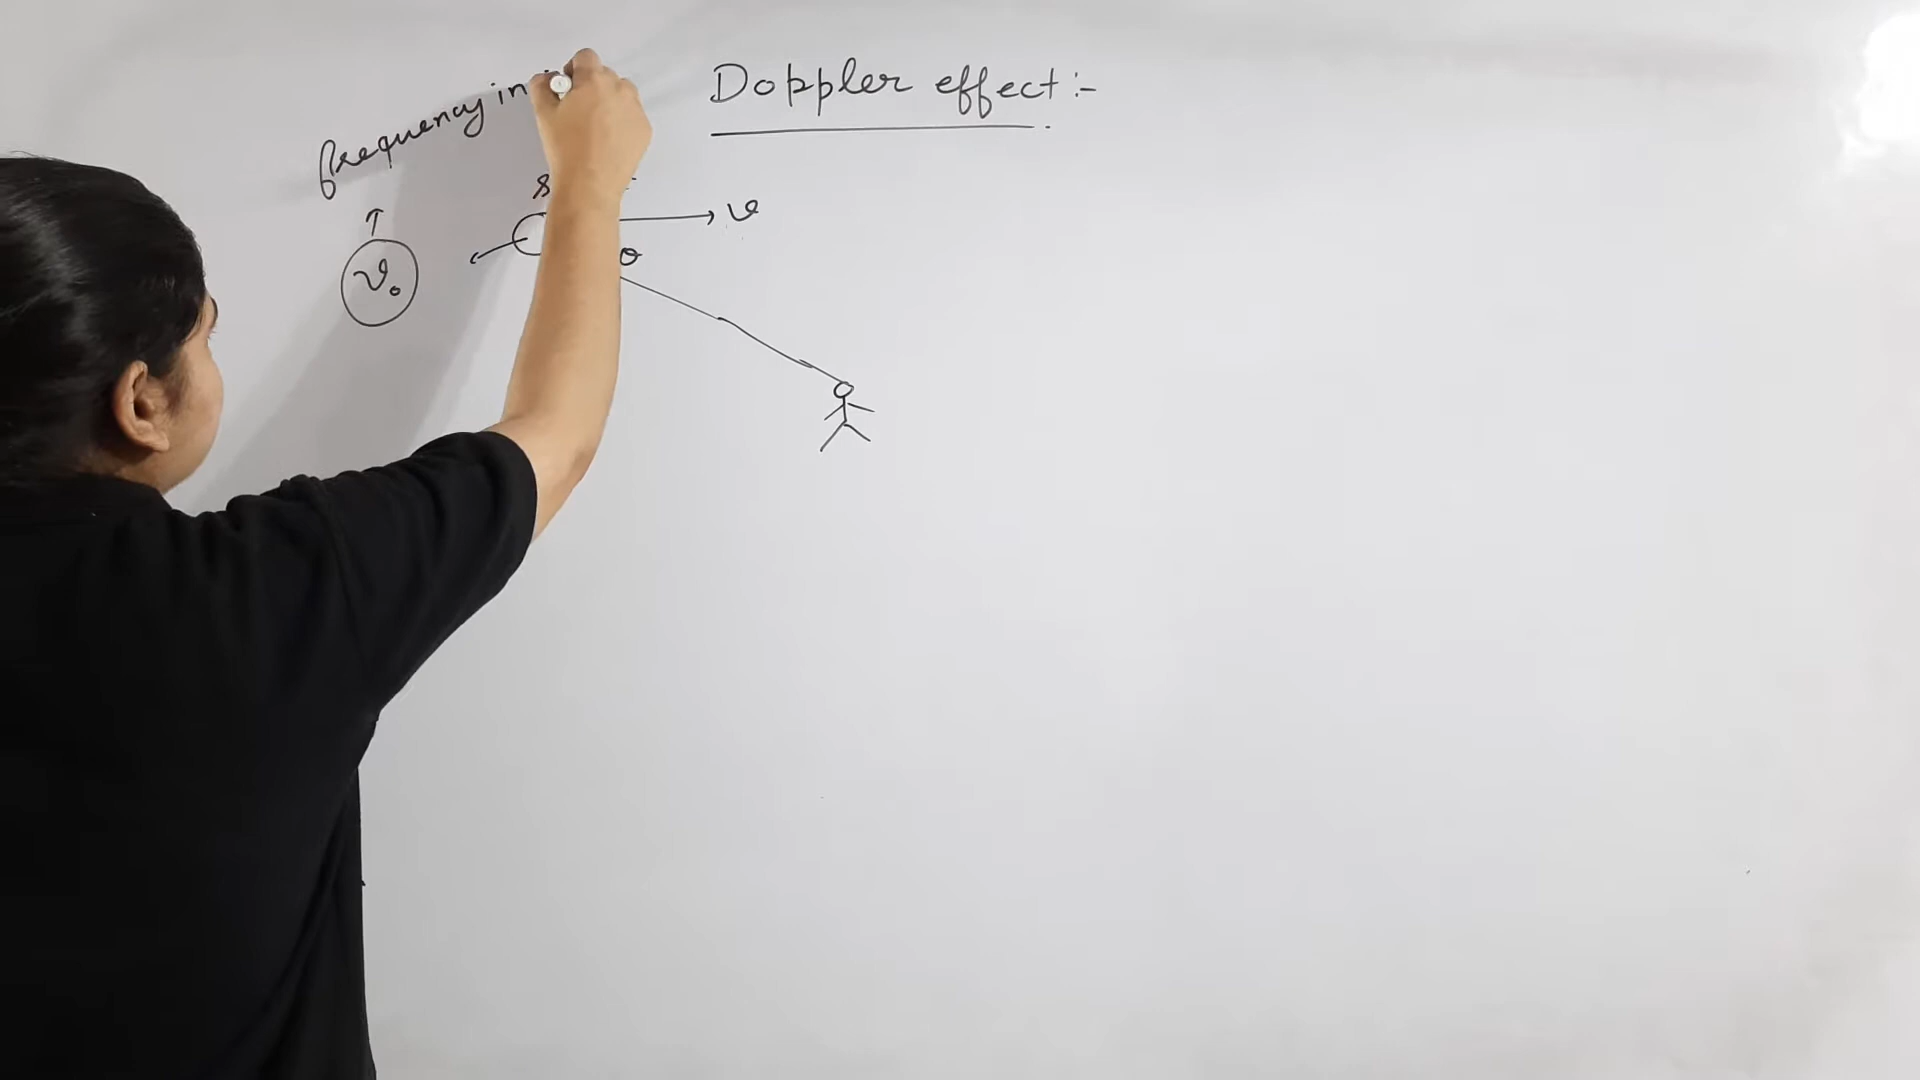 Doppler effect :-
frequency in
v
θ
ν₀